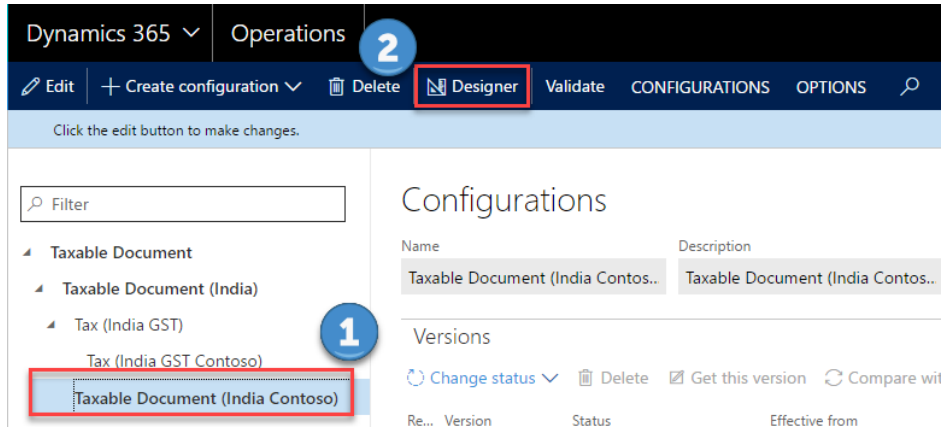 Dynamics 365 Operations
2
Edit + Create configuration Delete Designer Validate CONFIGURATIONS OPTIONS
Click the edit button to make changes.
Filter
Configurations
Name Description
Taxable Document (India Contos... Taxable Document (India Contos...
Taxable Document
Taxable Document (India)
Tax (India GST)
Tax (India GST Contoso)
1
Taxable Document (India Contoso)
Versions
Change status Delete Get this version Compare wit
Re... Version Status Effective from